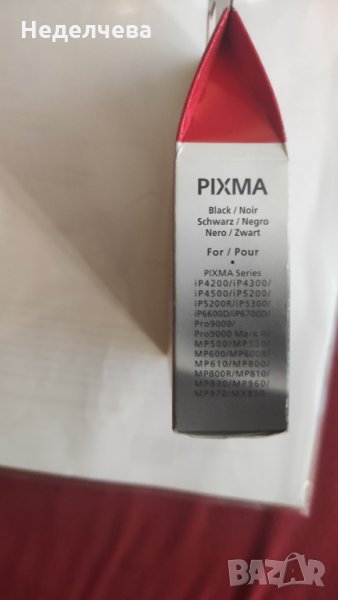 Неделчева
PIXMA
Black / Noir
Schwarz / Negro
Nero / Zwart
For / Pour
•
PIXMA Series
iP4200/iP4300/
iP4500/iP5200/
iP5200R/iP5300/
iP6600D/iP6700D/
Pro9000/
Pro9000 Mark II/
MP500/MP530/
MP600/MP600R/
MP610/MP800/
MP800R/MP810/
MP830/MP960/
MP970/MX850
BAZAR